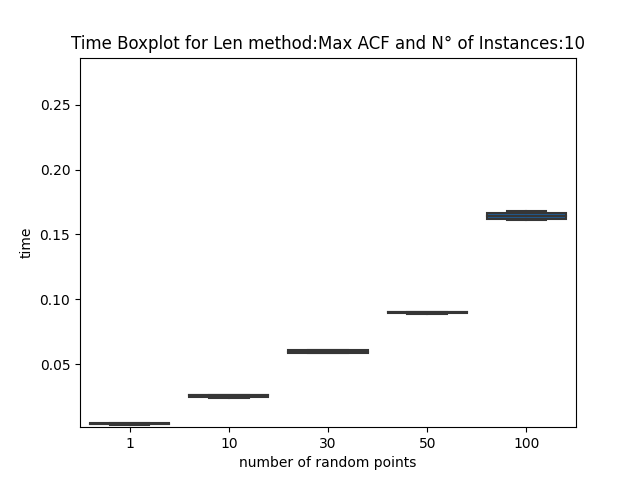 Time Boxplot for Len method:Max ACF and N° of Instances:10
0.25
0.20
0.15
0.10
0.05
time
1 10 30 50 100
number of random points